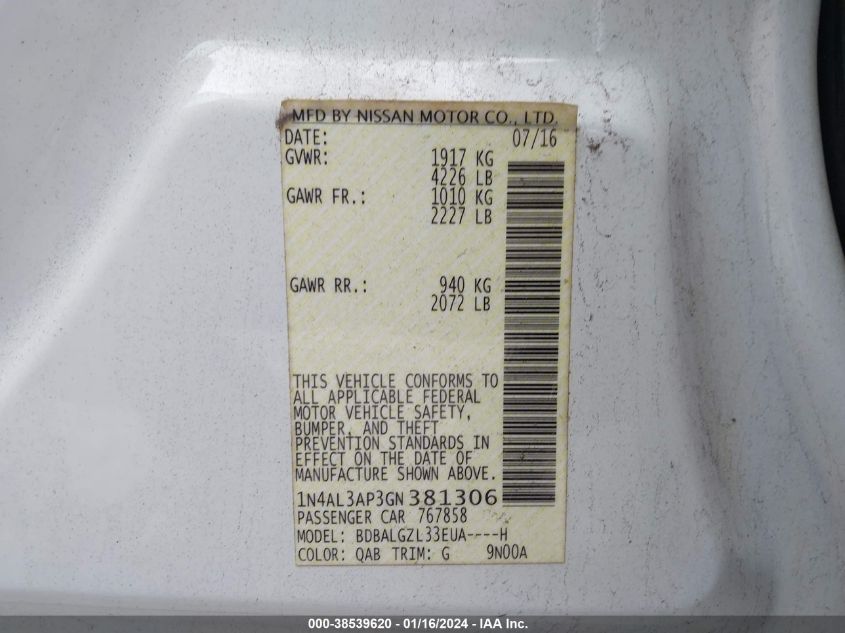 MFD BY NISSAN MOTOR CO., LTD.
DATE: 07/16
GVWR: 1917 KG
4226 LB
GAWR FR.: 1010 KG
2227 LB
GAWR RR.: 940 KG
2072 LB
THIS VEHICLE CONFORMS TO
ALL APPLICABLE FEDERAL
MOTOR VEHICLE SAFETY,
BUMPER, AND THEFT
PREVENTION STANDARDS IN
EFFECT ON THE DATE OF
MANUFACTURE SHOWN ABOVE.
1N4AL3AP3GN381306
PASSENGER CAR 767858
MODEL: BDBALGZL33EUA----H
COLOR: QAB TRIM: G 9N00A
000-38539620 - 01/16/2024 - IAA Inc.